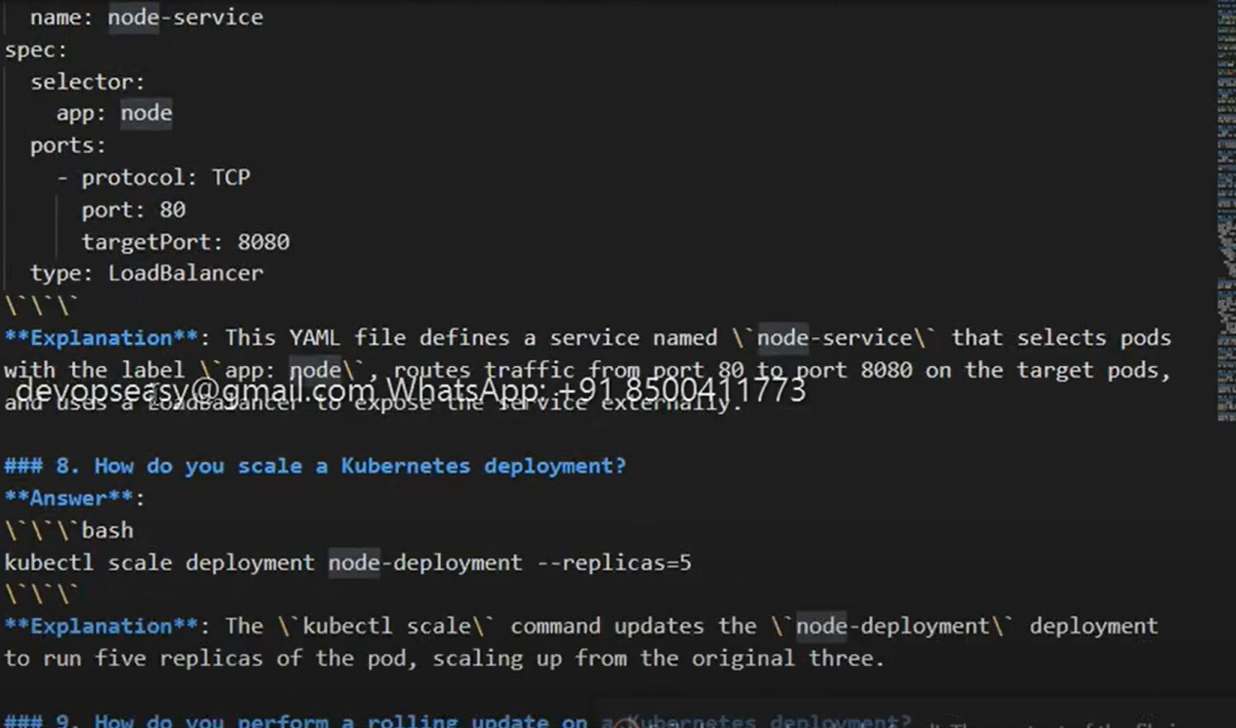 name: node-service
spec:
selector:
app: node
ports:
- protocol: TCP
port: 80
targetPort: 8080
type: LoadBalancer
\`\`\`
**Explanation**: This YAML file defines a service named \`node-service\` that selects pods
with the label \`app: node\`, routes traffic from port 80 to port 8080 on the target pods,
devopseasy@gmail.com WhatsApp: +91 8500411773
and uses a LoadBalancer to expose the service externally.
### 8. How do you scale a Kubernetes deployment?
**Answer**:
\`\`\`bash
kubectl scale deployment node-deployment --replicas=5
\`\`\`
**Explanation**: The \`kubectl scale\` command updates the \`node-deployment\` deployment
to run five replicas of the pod, scaling up from the original three.
### 9. How do you perform a rolling update on a Kubernetes deployment?